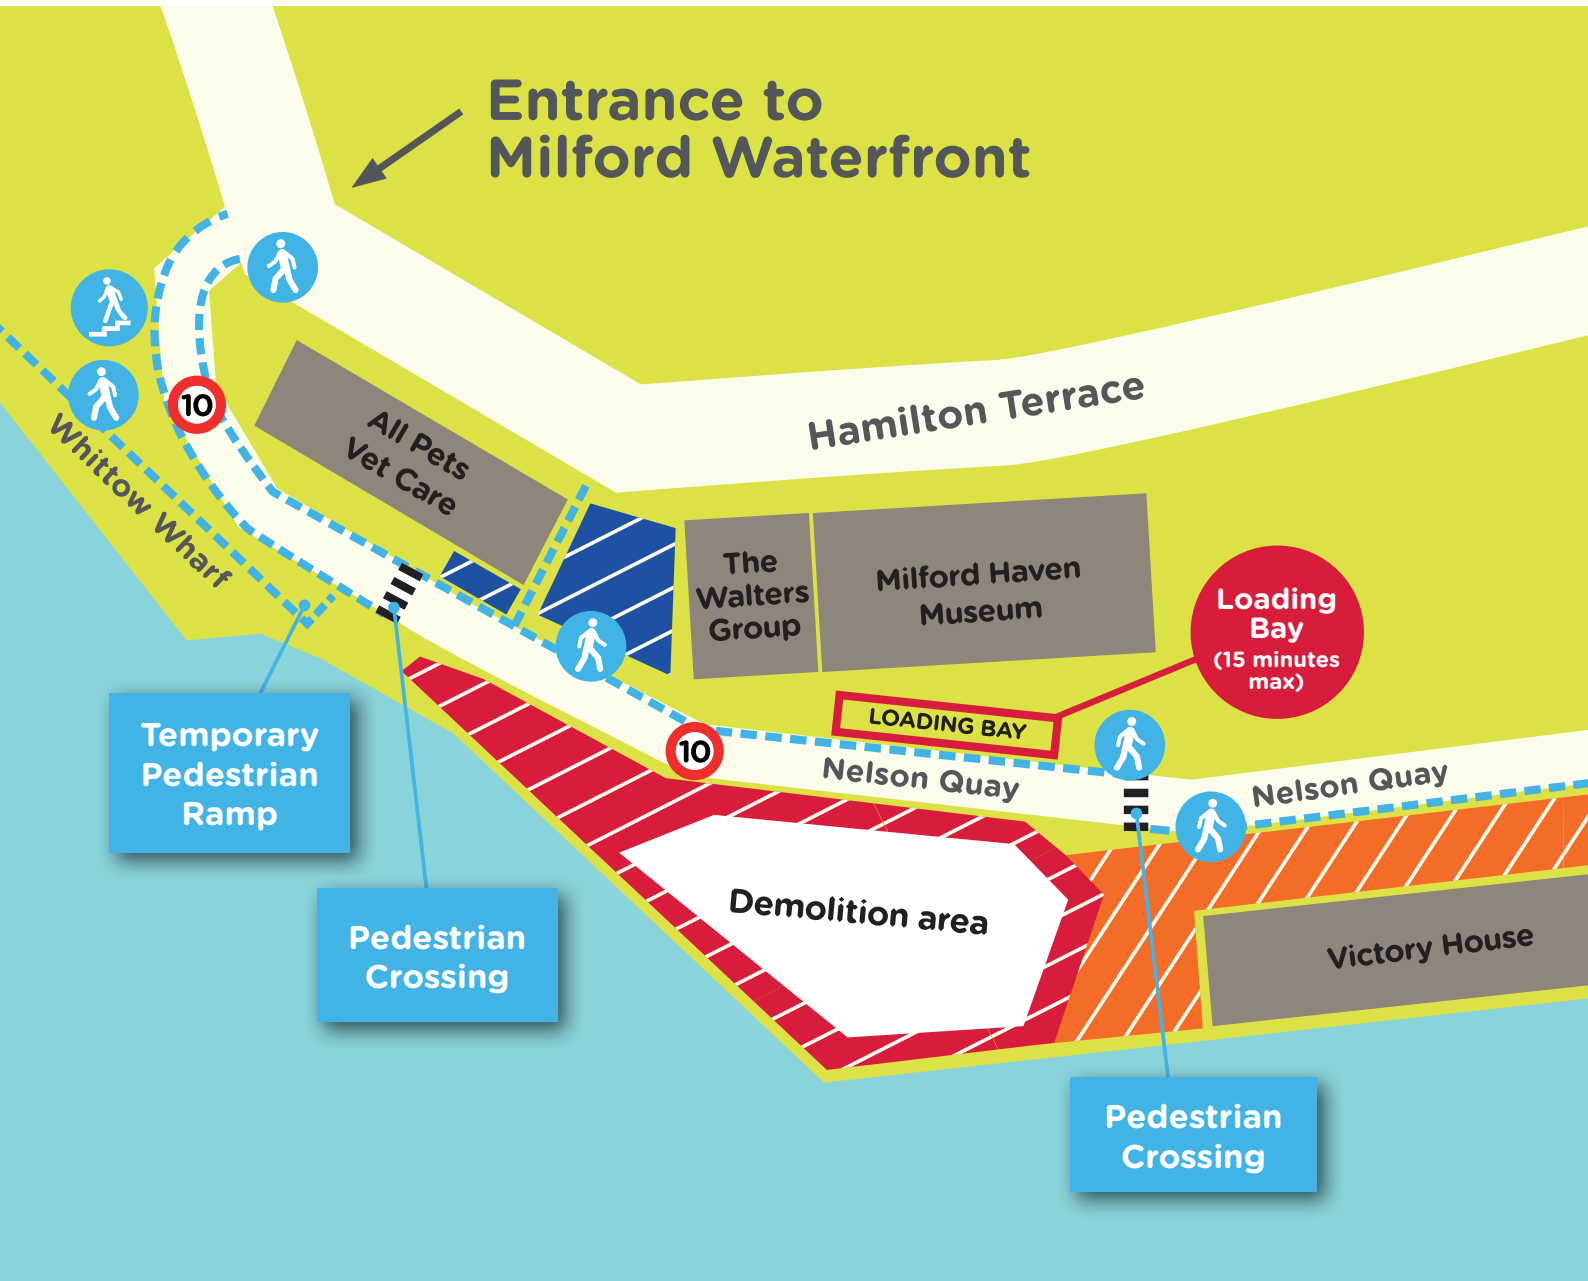 Entrance to
Milford Waterfront
10
Whittow Wharf
All Pets
Vet Care
Hamilton Terrace
The
Walters
Group
Milford Haven
Museum
Loading
Bay
(15 minutes
max)
LOADING BAY
10
Nelson Quay
Nelson Quay
Temporary
Pedestrian
Ramp
Pedestrian
Crossing
Demolition area
Victory House
Pedestrian
Crossing